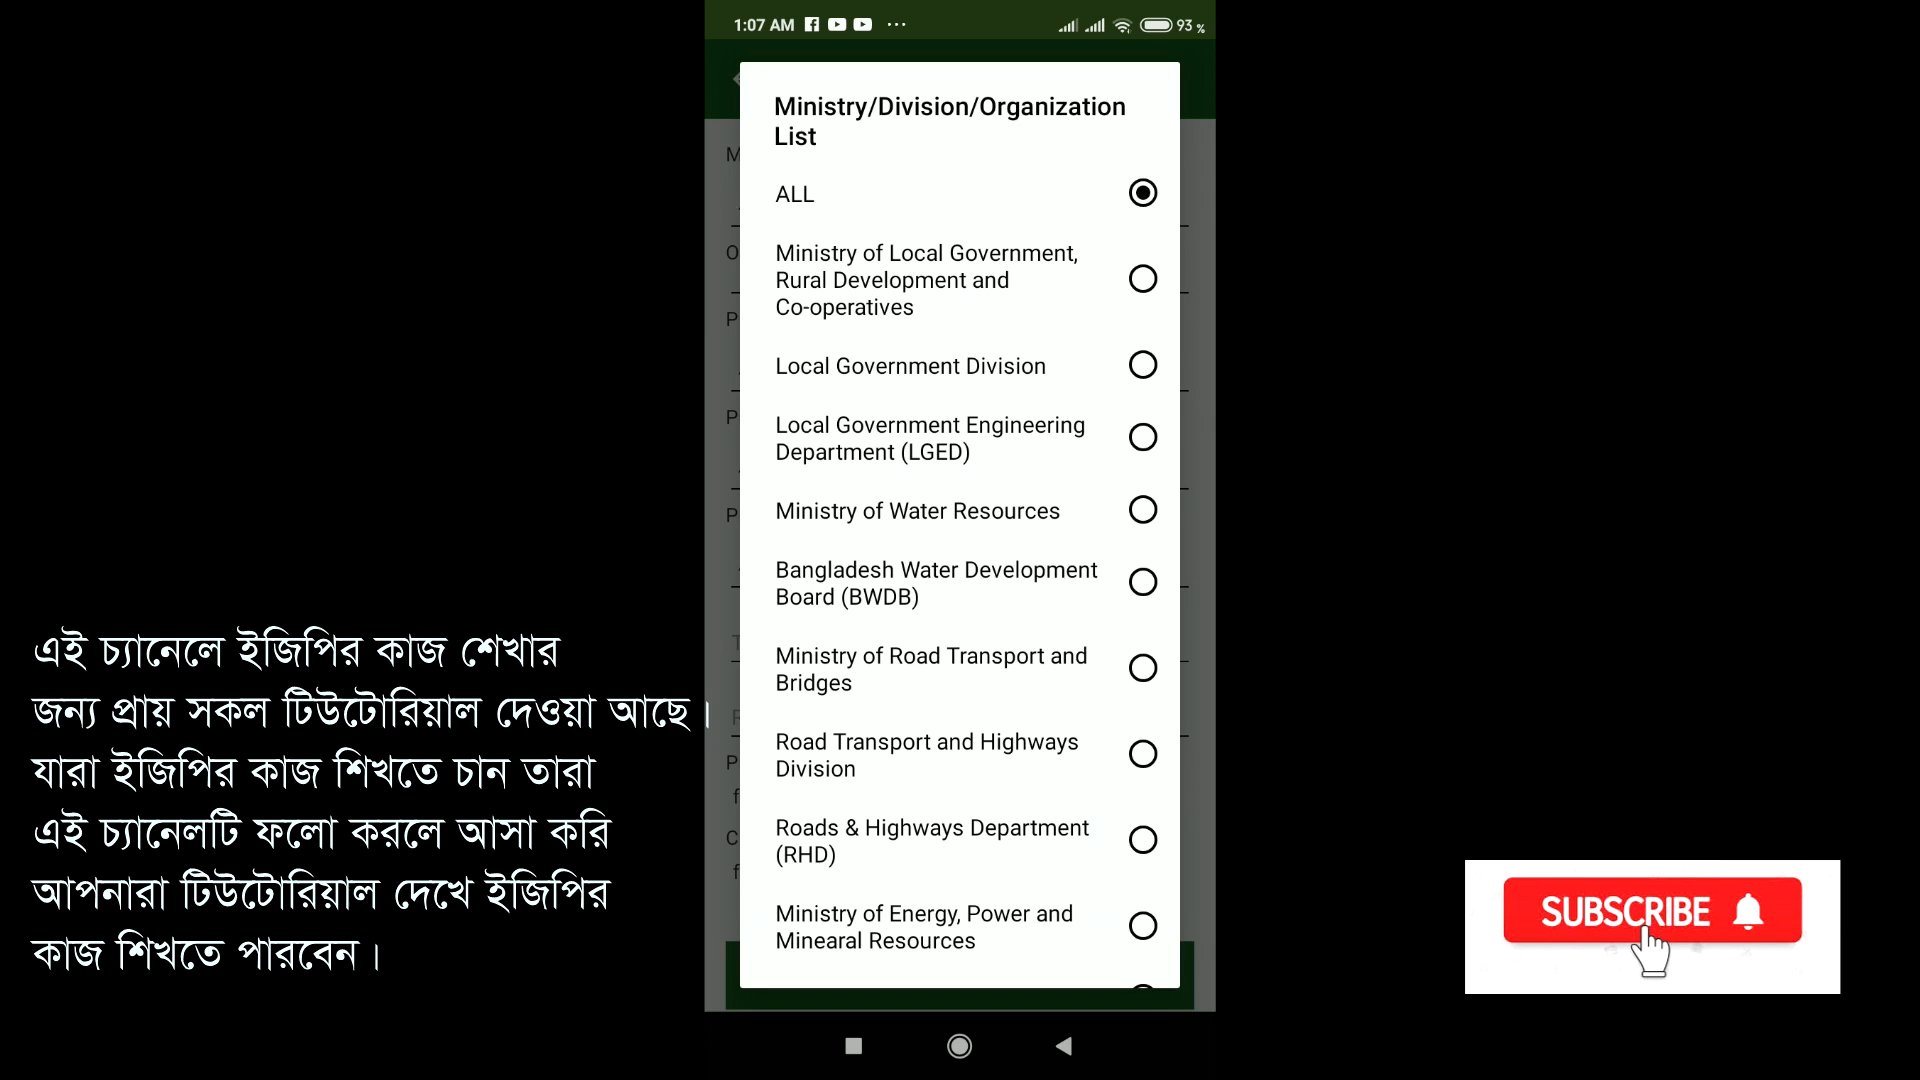 1:07 AM
93 %
Ministry/Division/Organization
List
ALL
Ministry of Local Government,
Rural Development and
Co-operatives
Local Government Division
Local Government Engineering
Department (LGED)
Ministry of Water Resources
Bangladesh Water Development
Board (BWDB)
Ministry of Road Transport and
Bridges
Road Transport and Highways
Division
Roads & Highways Department
(RHD)
Ministry of Energy, Power and
Minearal Resources
এই চ্যানেলে ইজিপির কাজ শেখার
জন্য প্রায় সকল টিউটোরিয়াল দেওয়া আছে।
যারা ইজিপির কাজ শিখতে চান তারা
এই চ্যানেলটি ফলো করলে আসা করি
আপনারা টিউটোরিয়াল দেখে ইজিপির
কাজ শিখতে পারবেন।
SUBSCRIBE